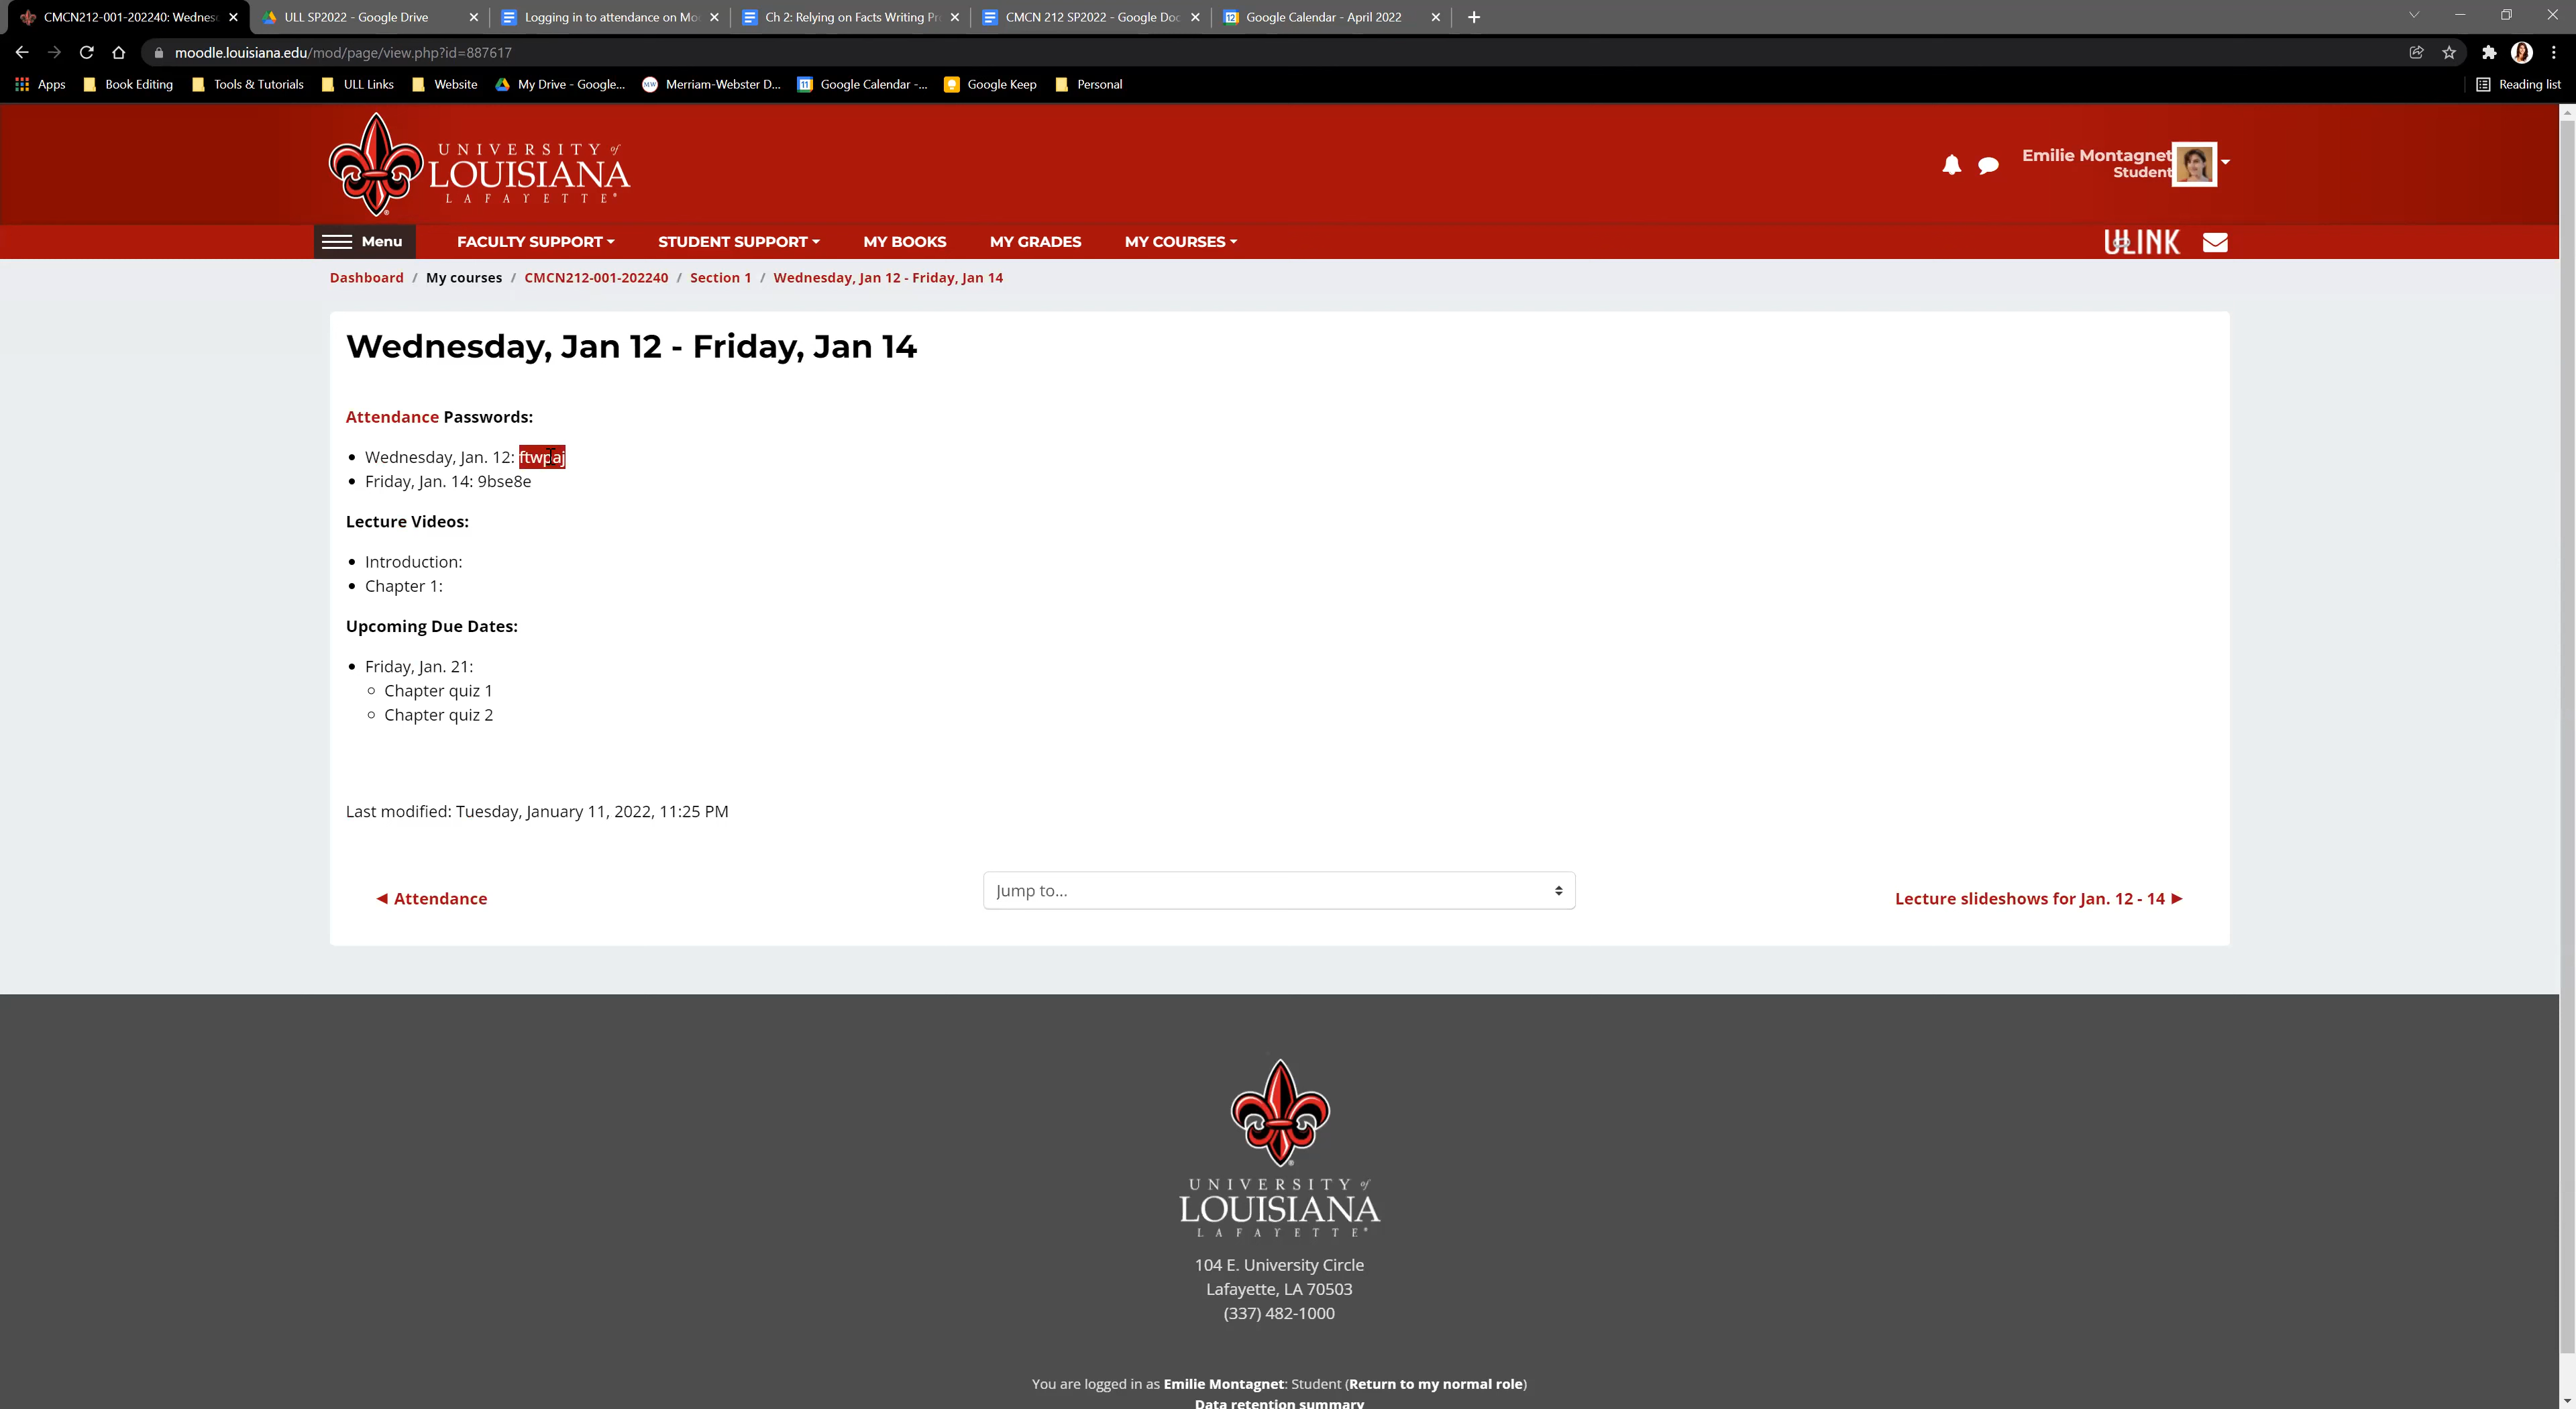 CMCN212-001-202240: Wednes
ULL SP2022 - Google Drive
Logging in to attendance on Mo
Ch 2: Relying on Facts Writing Pr
CMCN 212 SP2022 - Google Doc
12
Google Calendar - April 2022
moodle.louisiana.edu/mod/page/view.php?id=887617
Apps
Book Editing
Tools & Tutorials
ULL Links
Website
My Drive - Google...
Merriam-Webster D...
11
Google Calendar -...
Google Keep
Personal
Reading list
UNIVERSITY of
LOUISIANA
LAFAYETTE®
Emilie Montagnet
Student
Menu
FACULTY SUPPORT
STUDENT SUPPORT
MY BOOKS
MY GRADES
MY COURSES
ULINK
Dashboard / My courses / CMCN212-001-202240 / Section 1 / Wednesday, Jan 12 - Friday, Jan 14
Wednesday, Jan 12 - Friday, Jan 14
Attendance Passwords:
Wednesday, Jan. 12: ftwpaj
Friday, Jan. 14: 9bse8e
Lecture Videos:
Introduction:
Chapter 1:
Upcoming Due Dates:
Friday, Jan. 21:
Chapter quiz 1
Chapter quiz 2
Last modified: Tuesday, January 11, 2022, 11:25 PM
◄ Attendance
Jump to...
Lecture slideshows for Jan. 12 - 14 ►
UNIVERSITY of
LOUISIANA
LAFAYETTE®
104 E. University Circle
Lafayette, LA 70503
(337) 482-1000
You are logged in as Emilie Montagnet: Student (Return to my normal role)
Data retention summary